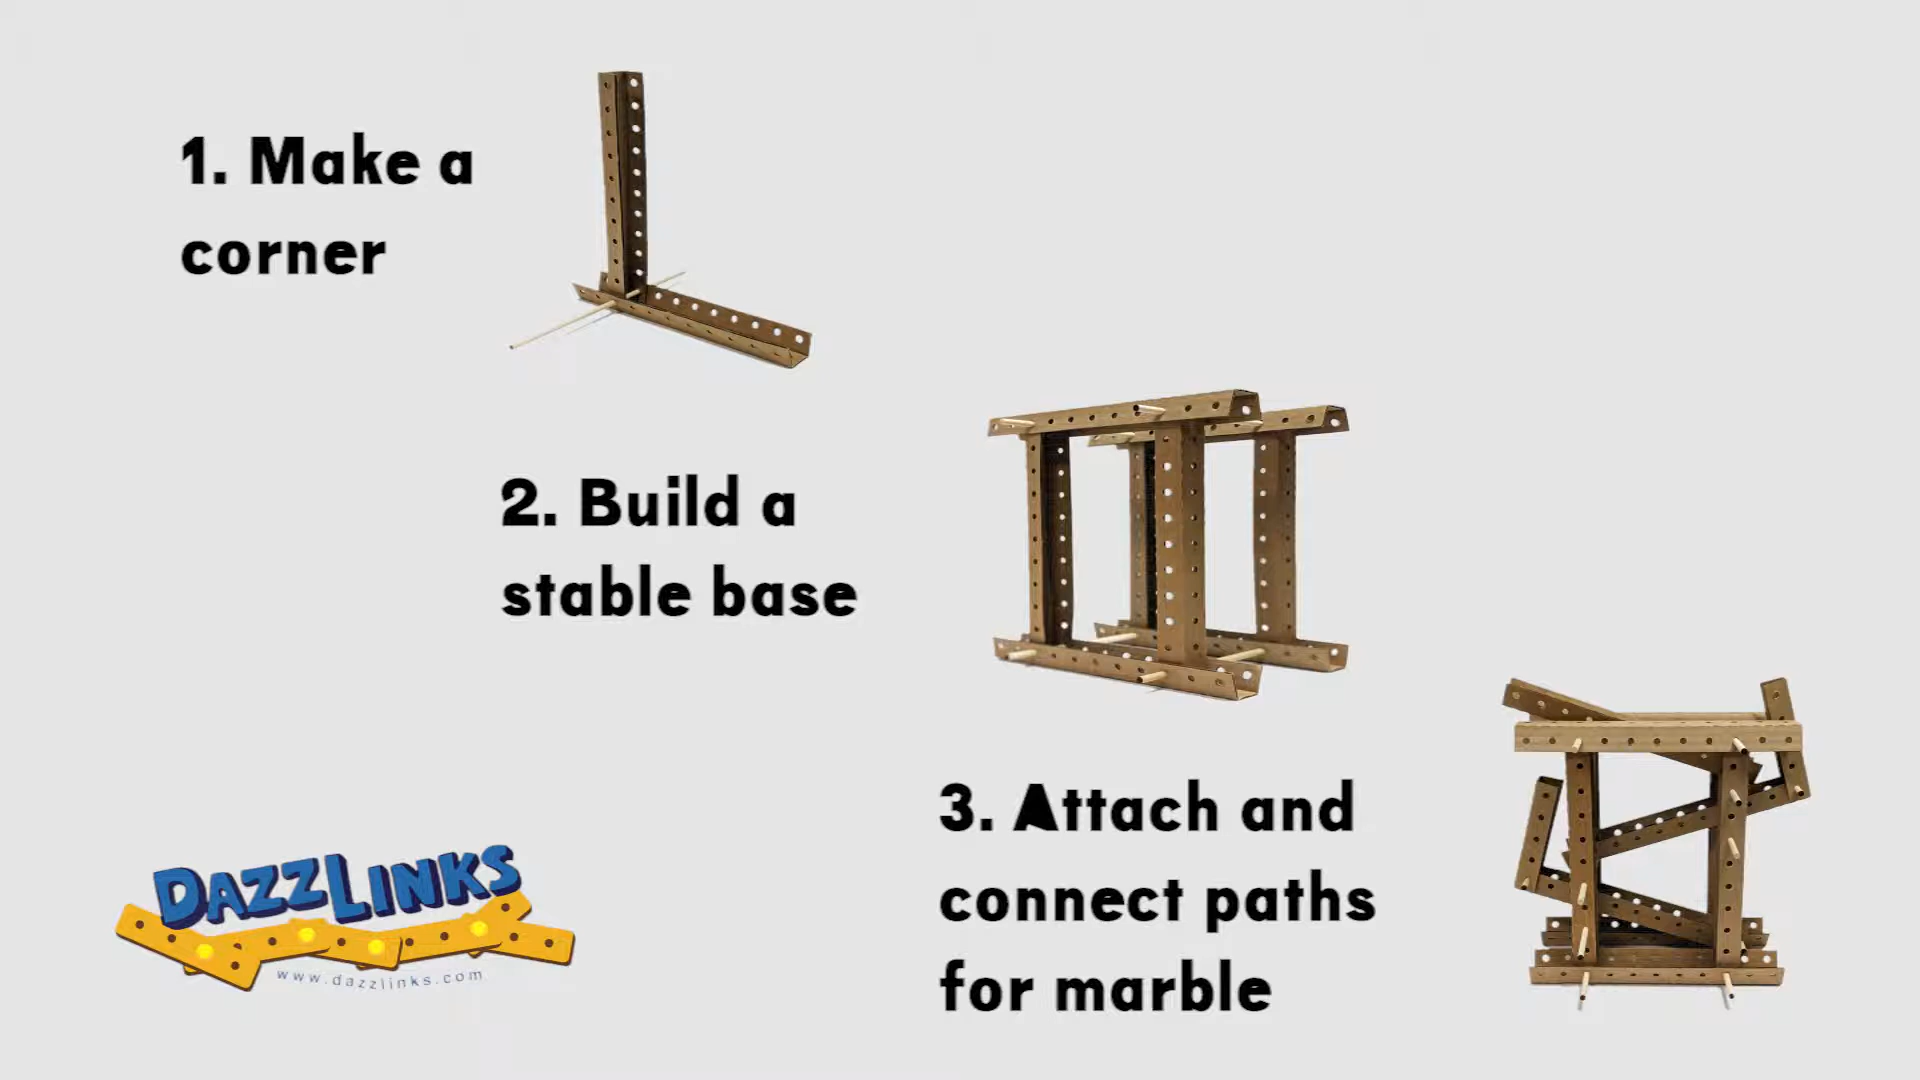 1. Make a
corner
2. Build a
stable base
3. Attach and
connect paths
for marble
DAZZLINKS
www.dazzlinks.com